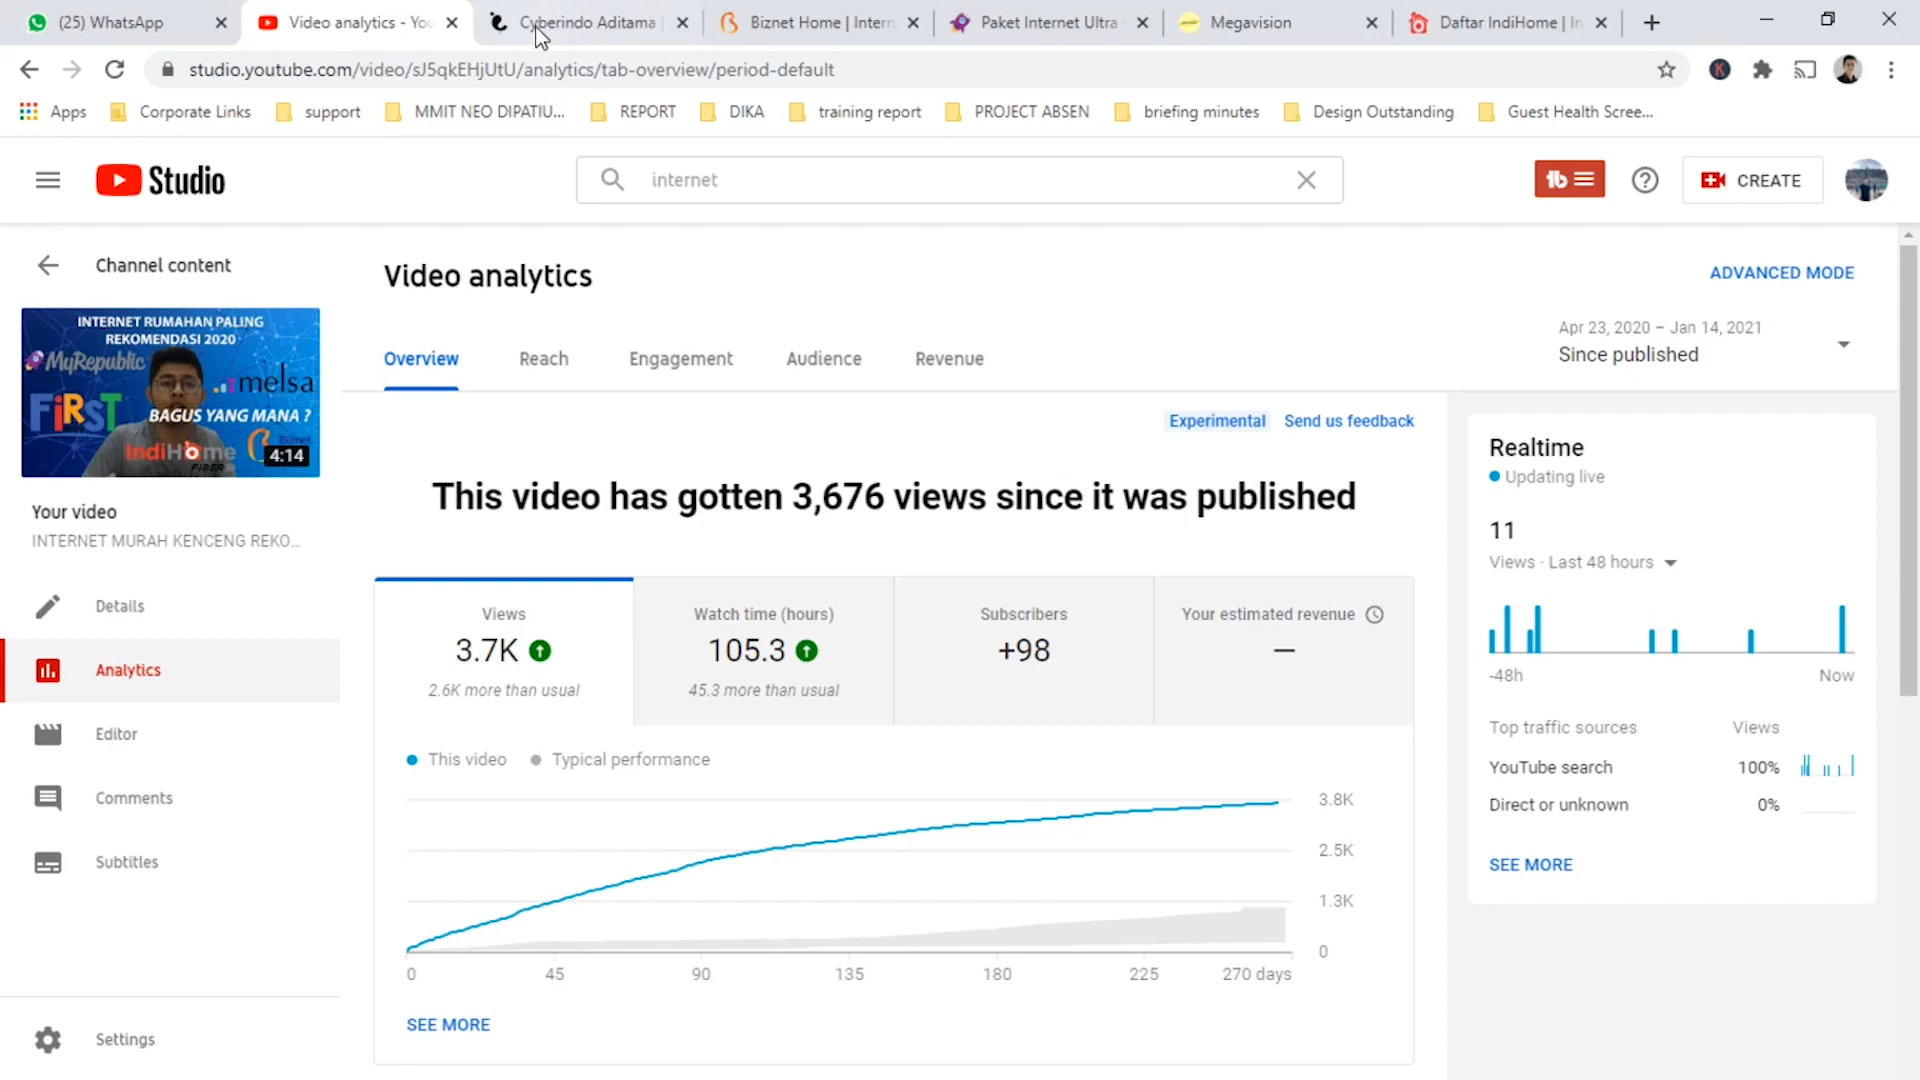 (25) WhatsApp
Video analytics - You
Cyberindo Aditama
Biznet Home | Intern
Paket Internet Ultra
Megavision
Daftar IndiHome | In
studio.youtube.com/video/sJ5qkEHjUtU/analytics/tab-overview/period-default
K
Apps
Corporate Links
support
MMIT NEO DIPATIU...
REPORT
DIKA
training report
PROJECT ABSEN
briefing minutes
Design Outstanding
Guest Health Scree...
Studio
internet
CREATE
Channel content
INTERNET RUMAHAN PALING
REKOMENDASI 2020
MyRepublic
melsa
FiRST
BAGUS YANG MANA ?
IndiHome
FIBER
Biznet
4:14
Your video
INTERNET MURAH KENCENG REKO...
Details
Analytics
Editor
Comments
Subtitles
Settings
Video analytics
ADVANCED MODE
Overview
Reach
Engagement
Audience
Revenue
Apr 23, 2020 – Jan 14, 2021
Since published
Experimental
Send us feedback
This video has gotten 3,676 views since it was published
Views
3.7K
2.6K more than usual
Watch time (hours)
105.3
45.3 more than usual
Subscribers
+98
Your estimated revenue
—
This video
Typical performance
3.8K
2.5K
1.3K
0
0
45
90
135
180
225
270 days
SEE MORE
Realtime
Updating live
11
Views · Last 48 hours
-48h
Now
Top traffic sources
Views
YouTube search
100%
Direct or unknown
0%
SEE MORE